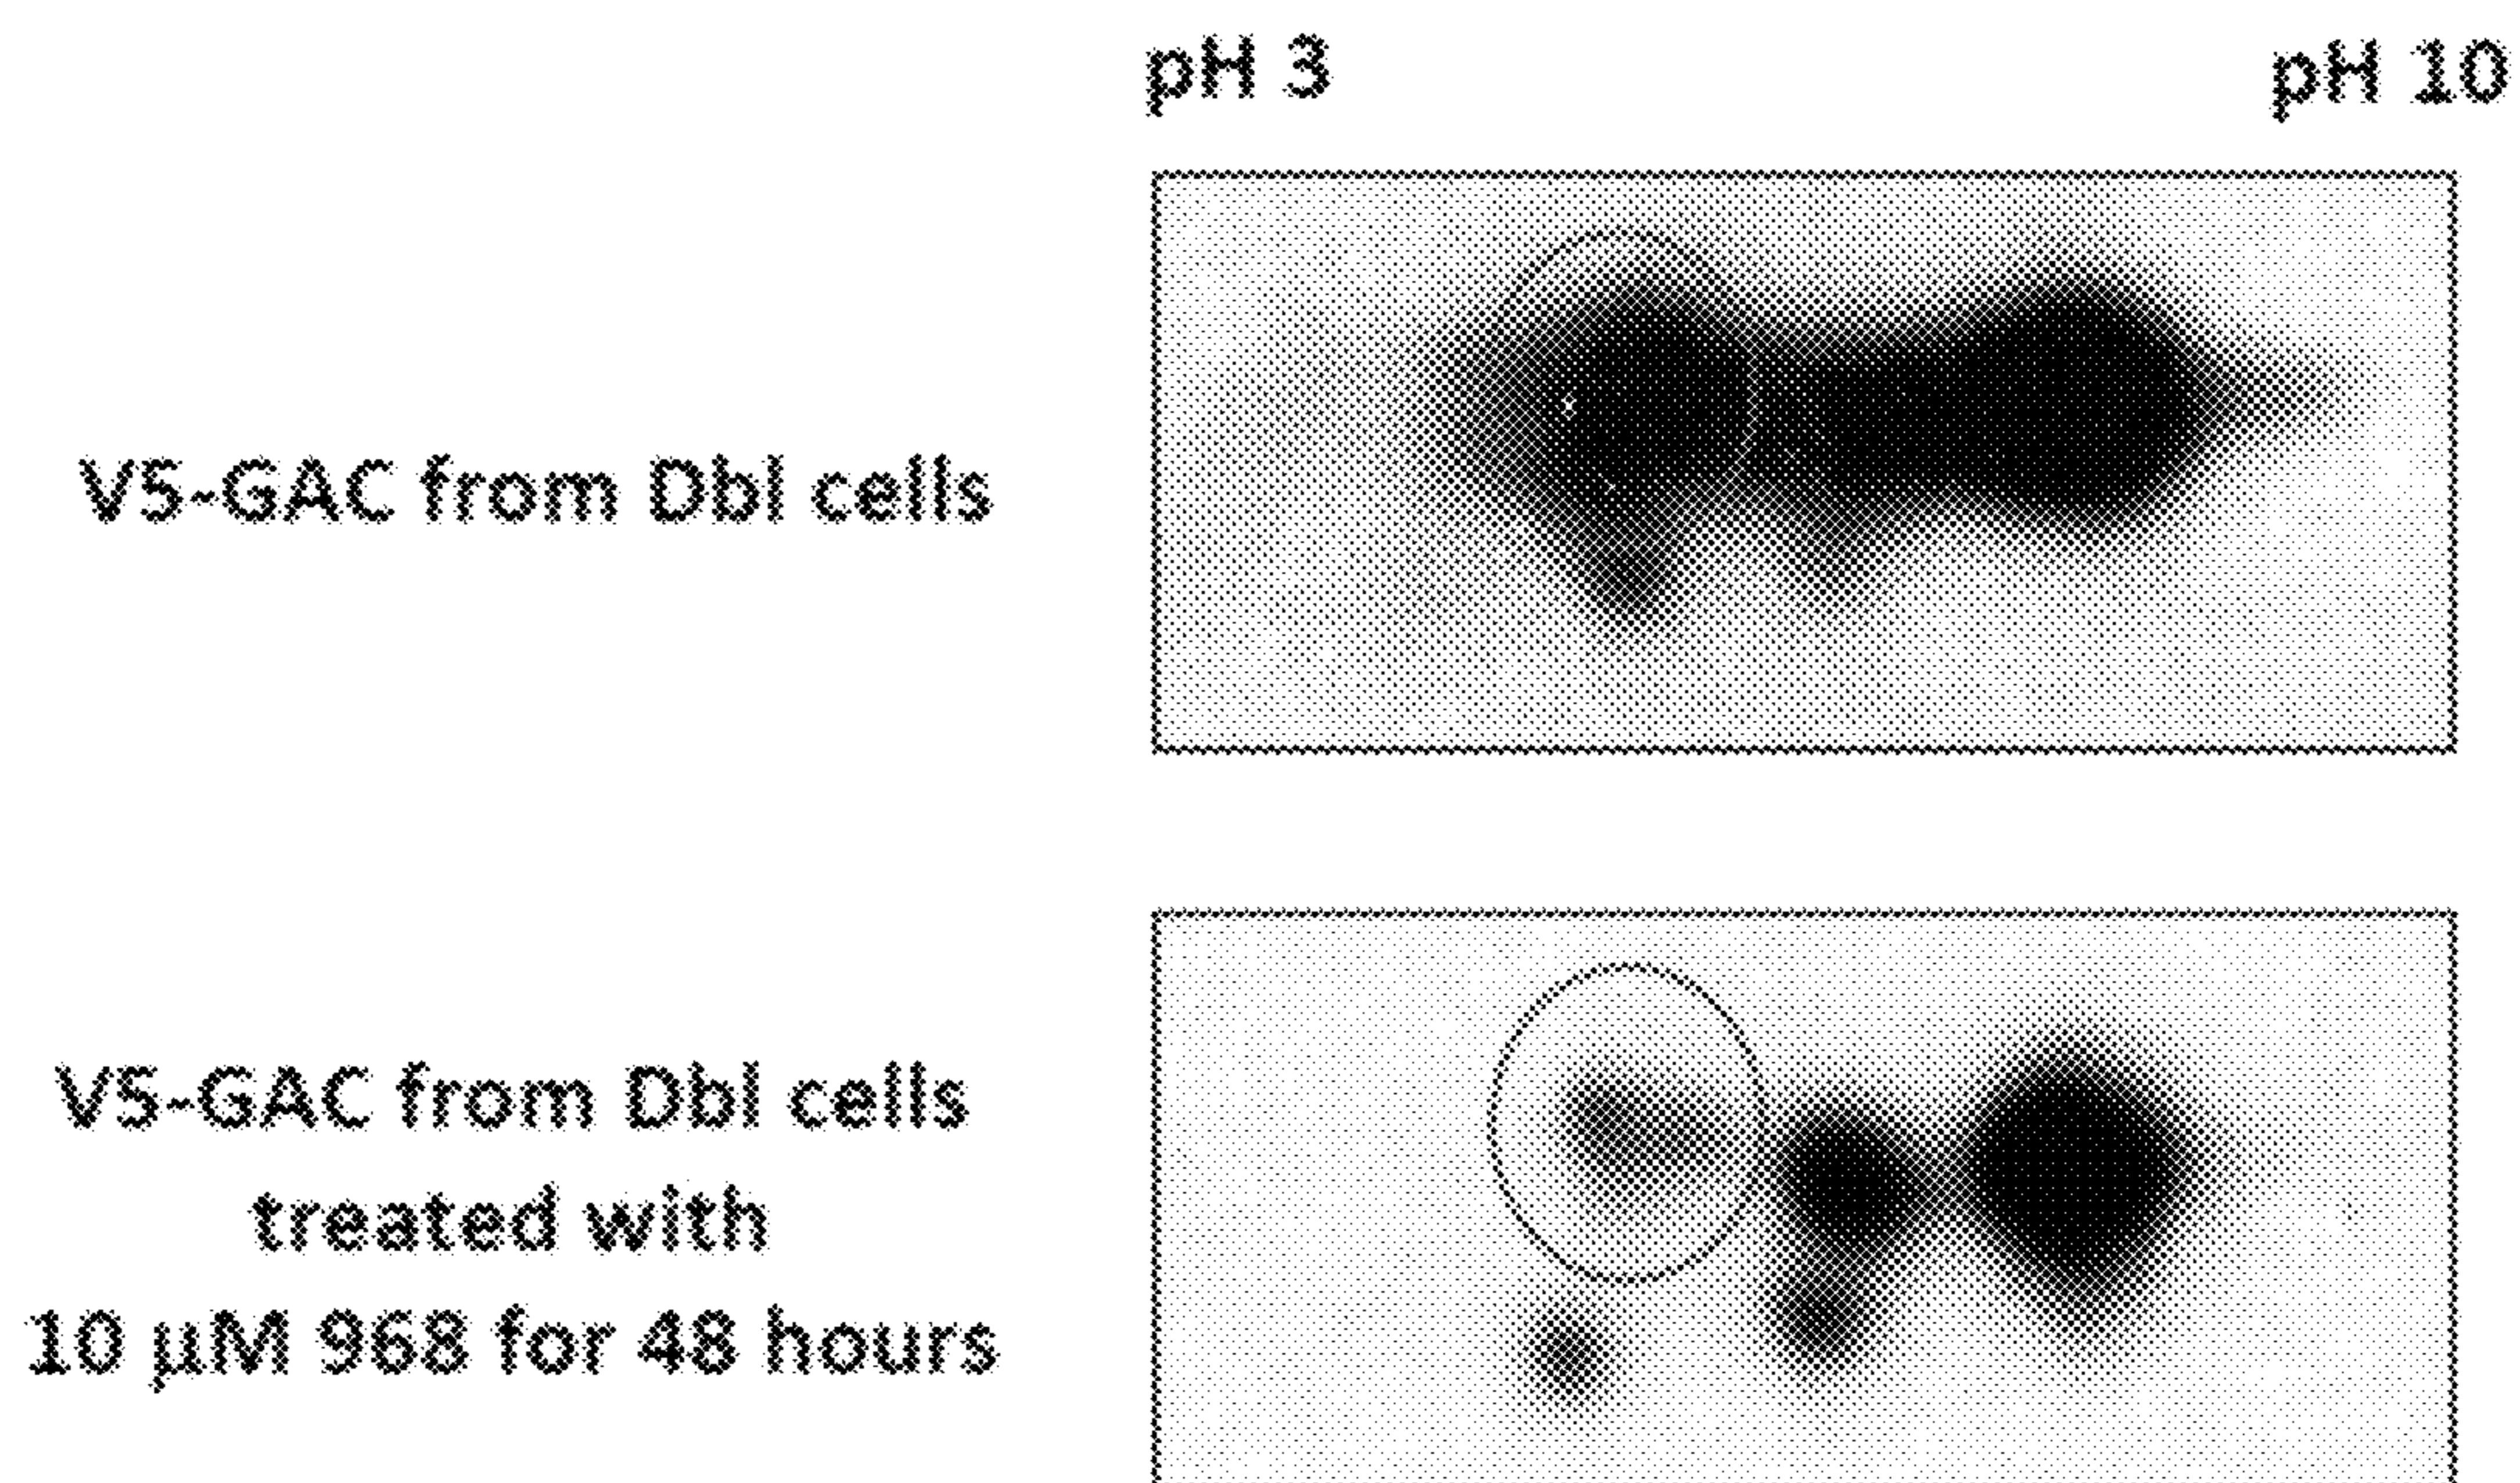 pH 3 pH 10
V5-GAC from Dbl cells
V5-GAC from Dbl cells
treated with
10 µM 968 for 48 hours